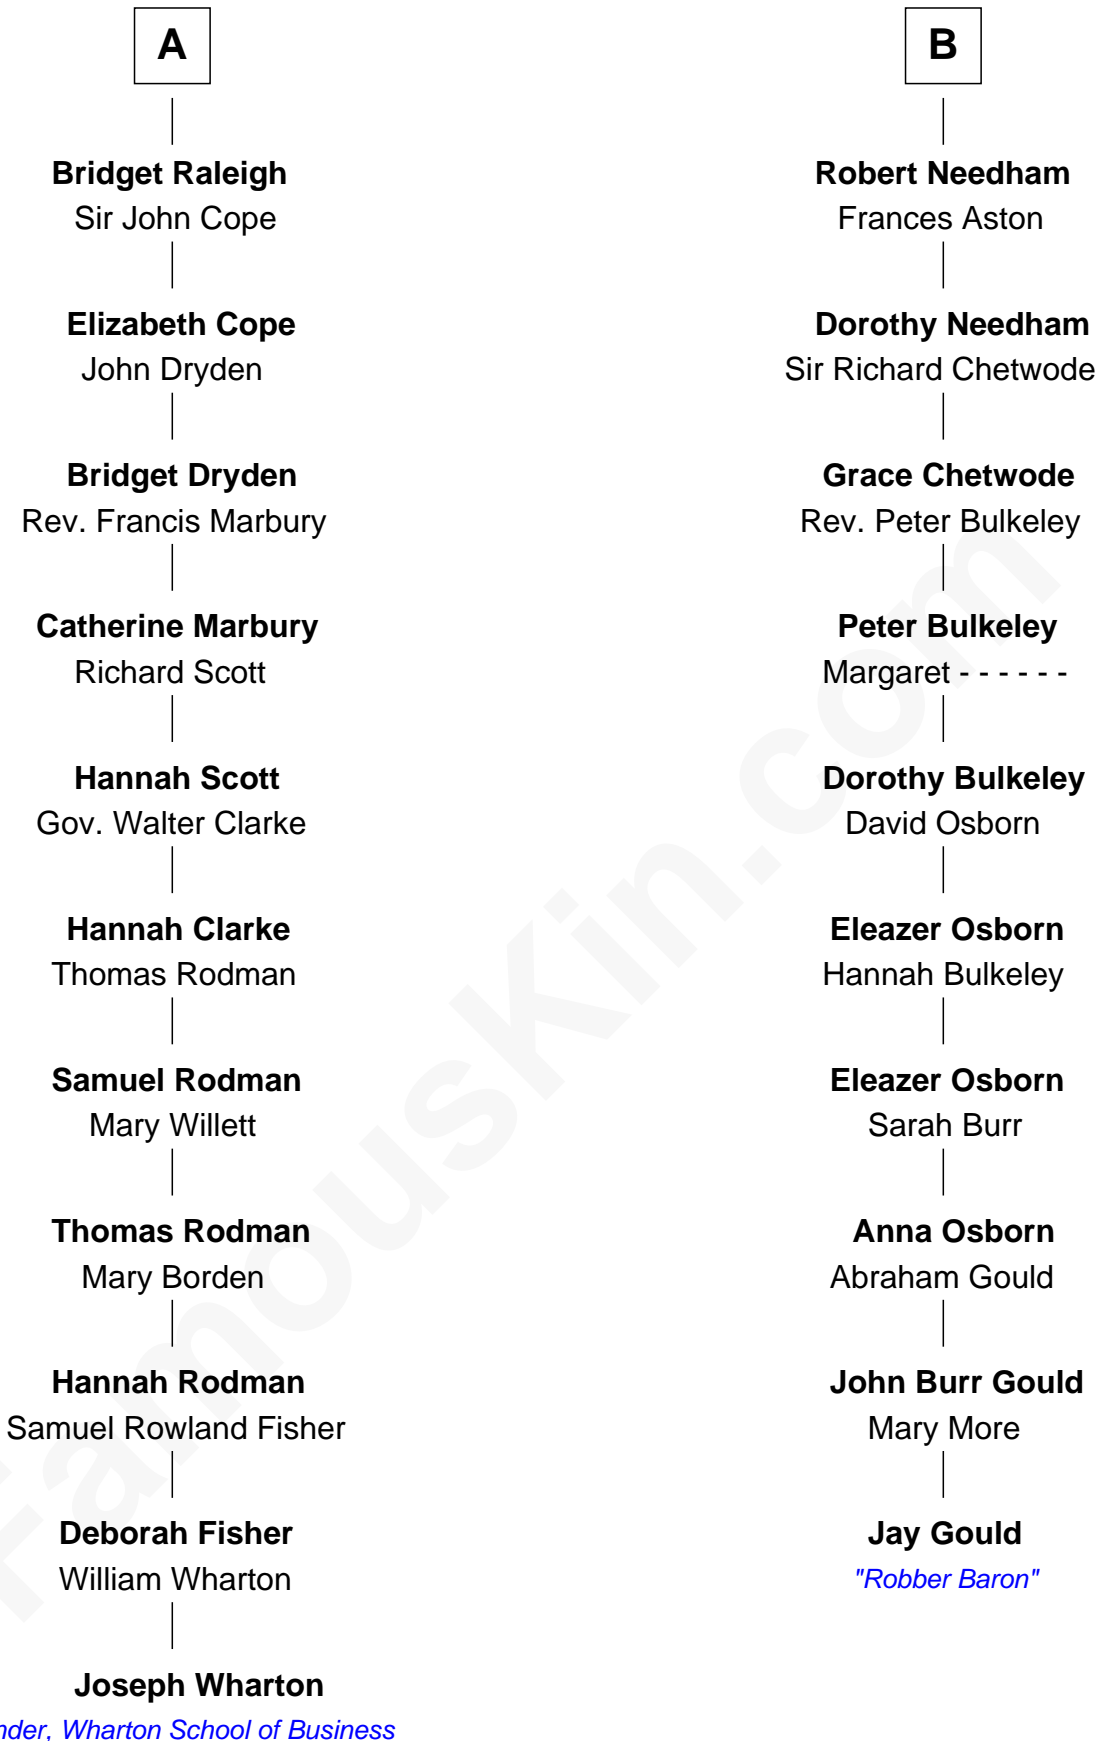 A
Bridget Raleigh
Sir John Cope
Elizabeth Cope
John Dryden
Bridget Dryden
Rev. Francis Marbury
Catherine Marbury
Richard Scott
Hannah Scott
Gov. Walter Clarke
Hannah Clarke
Thomas Rodman
Samuel Rodman
Mary Willett
Thomas Rodman
Mary Borden
Hannah Rodman
Samuel Rowland Fisher
Deborah Fisher
William Wharton
Joseph Wharton
nder, Wharton School of Business
B
Robert Needham
Frances Aston
Dorothy Needham
Sir Richard Chetwode
Grace Chetwode
Rev. Peter Bulkeley
Peter Bulkeley
Margaret - - - - - -
Dorothy Bulkeley
David Osborn
Eleazer Osborn
Hannah Bulkeley
Eleazer Osborn
Sarah Burr
Anna Osborn
Abraham Gould
John Burr Gould
Mary More
Jay Gould
"Robber Baron"
FamousKin.com